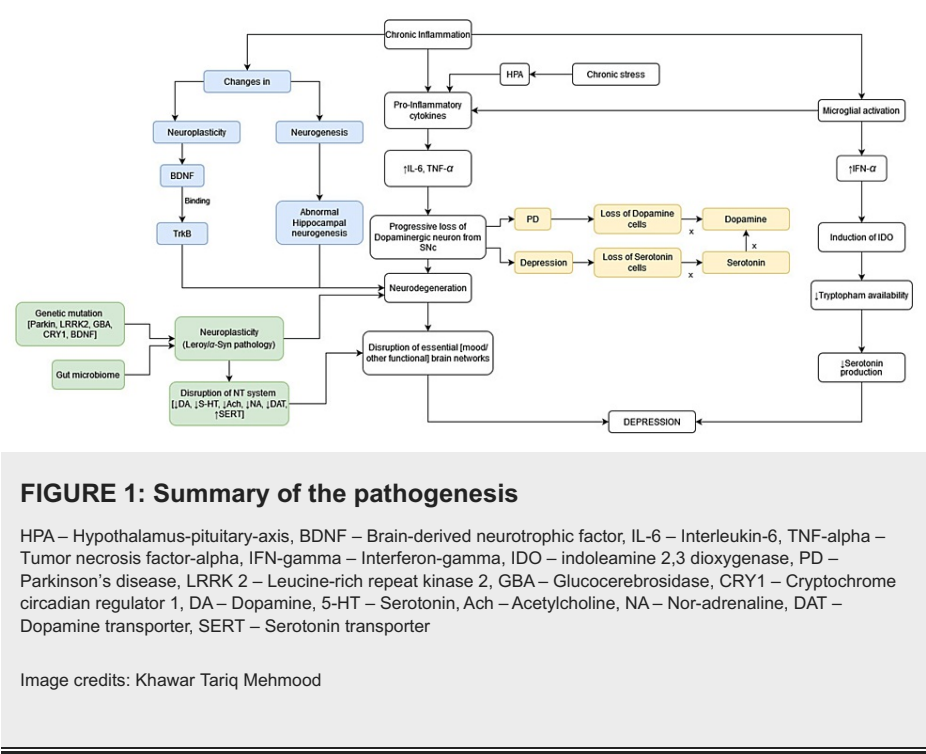 Chronic Inflammation
Changes in
HPA
Chronic stress
Pro-Inflammatory
cytokines
Microglial activation
Neuroplasticity
Neurogenesis
BDNF
Binding
TrkB
Abnormal
Hippocampal
neurogenesis
↑IL-6, TNF-α
↑IFN-α
Progressive loss of
Dopaminergic neuron from
SNc
PD
Loss of Dopamine
cells
x
Dopamine
x
Depression
Loss of Serotonin
cells
x
Serotonin
Induction of IDO
Neurodegeneration
↓Tryptopham availability
Genetic mutation
[Parkin, LRRK2, GBA,
CRY1, BDNF]
Neuroplasticity
(Leroy/α-Syn pathology)
Gut microbiome
Disruption of essential [mood/
other functional] brain networks
↓Serotonin
production
Disruption of NT system
[↓DA, ↓S-HT, ↓Ach, ↓NA, ↓DAT,
↑SERT]
DEPRESSION
FIGURE 1: Summary of the pathogenesis
HPA – Hypothalamus-pituitary-axis, BDNF – Brain-derived neurotrophic factor, IL-6 – Interleukin-6, TNF-alpha –
Tumor necrosis factor-alpha, IFN-gamma – Interferon-gamma, IDO – indoleamine 2,3 dioxygenase, PD –
Parkinson's disease, LRRK 2 – Leucine-rich repeat kinase 2, GBA – Glucocerebrosidase, CRY1 – Cryptochrome
circadian regulator 1, DA – Dopamine, 5-HT – Serotonin, Ach – Acetylcholine, NA – Nor-adrenaline, DAT –
Dopamine transporter, SERT – Serotonin transporter
Image credits: Khawar Tariq Mehmood